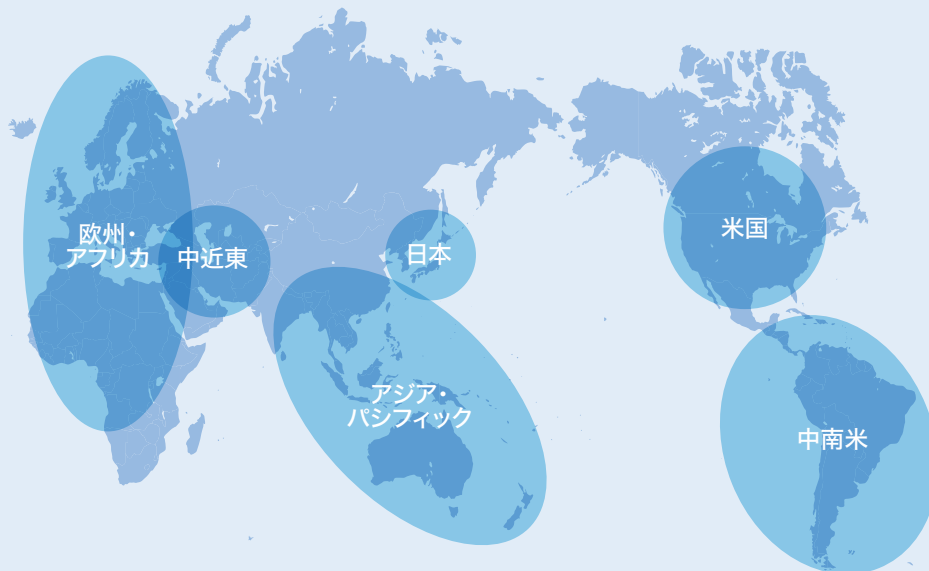 欧州・
アフリカ
中近東
日本
米国
アジア・
パシフィック
中南米